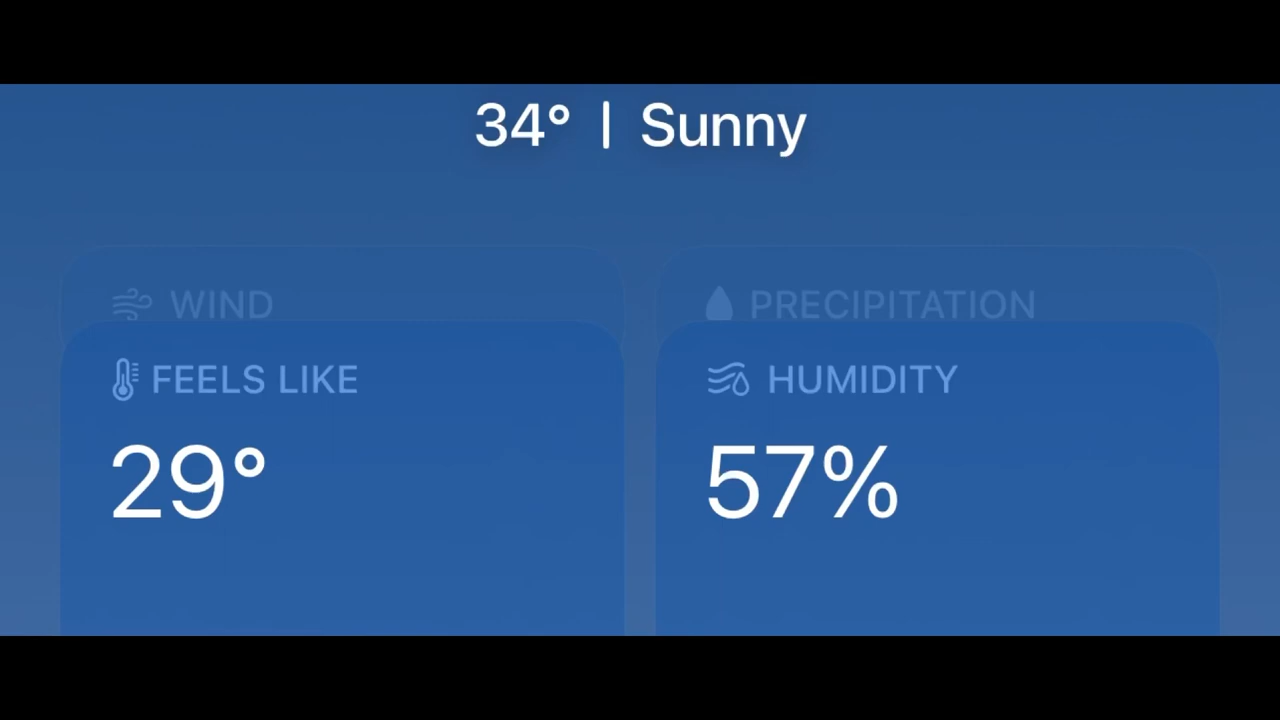 34° | Sunny
WIND
PRECIPITATION
FEELS LIKE
HUMIDITY
29°
57%